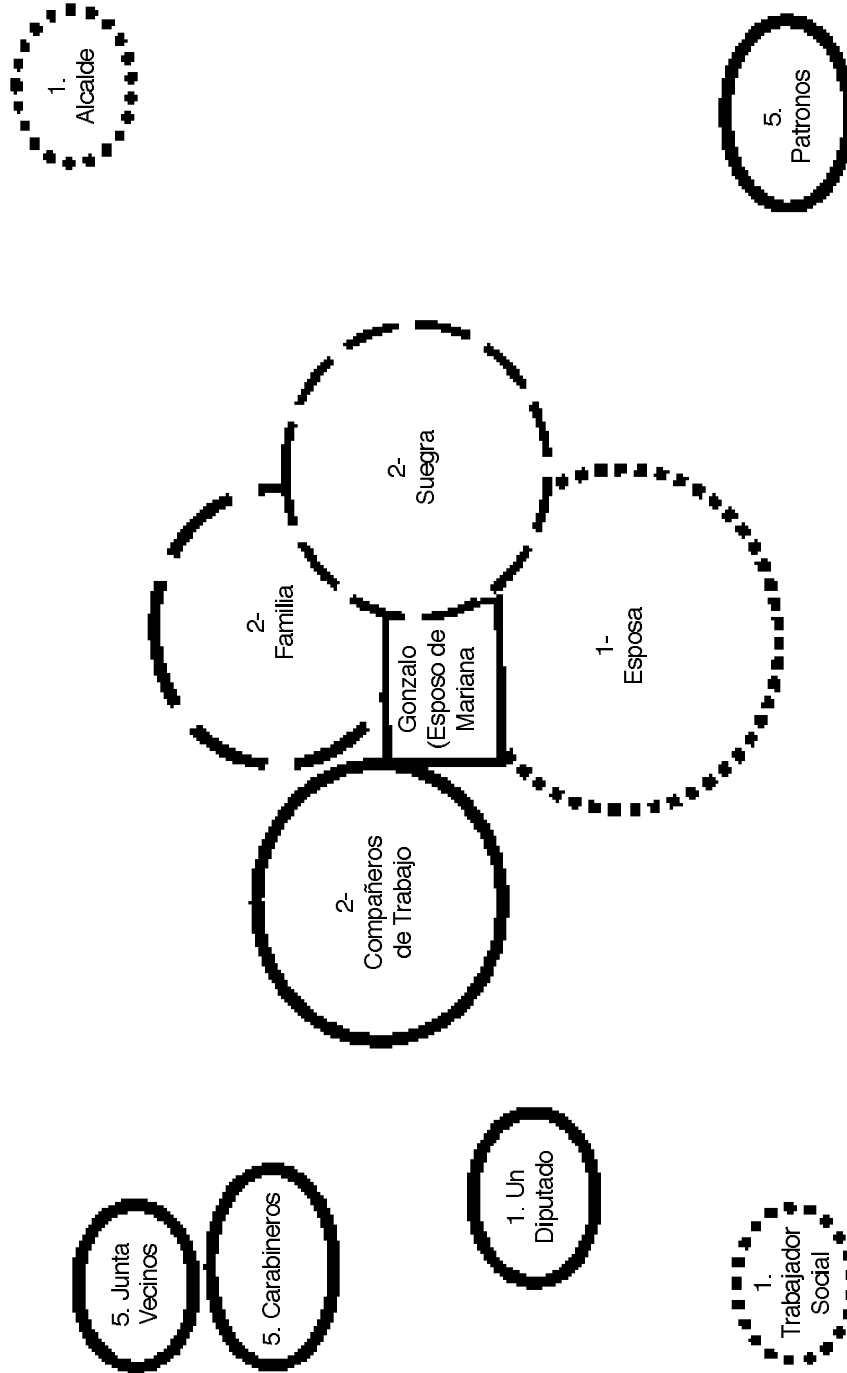 5. Junta
Vecinos
5. Carabineros
1. Un
Diputado
1.
Trabajador
Social
2-
Compañeros
de Trabajo
2-
Familia
Gonzalo
(Esposo de
Mariana
1-
Esposa
2-
Suegra
1.
Alcalde
5.
Patronos